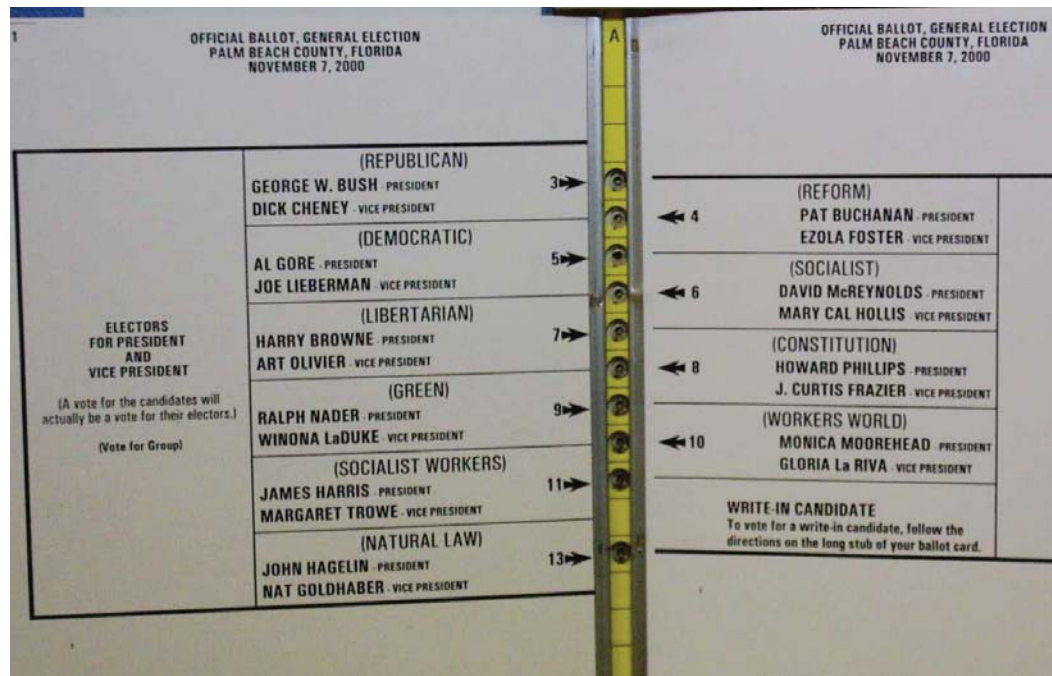 1
OFFICIAL BALLOT, GENERAL ELECTION
PALM BEACH COUNTY, FLORIDA
NOVEMBER 7, 2000
ELECTORS
FOR PRESIDENT
AND
VICE PRESIDENT
(A vote for the candidates will
actually be a vote for their electors.)
(Vote for Group)
(REPUBLICAN)
GEORGE W. BUSH - PRESIDENT
DICK CHENEY - VICE PRESIDENT
3
(DEMOCRATIC)
AL GORE - PRESIDENT
JOE LIEBERMAN - VICE PRESIDENT
5
(LIBERTARIAN)
HARRY BROWNE - PRESIDENT
ART OLIVIER - VICE PRESIDENT
7
(GREEN)
RALPH NADER - PRESIDENT
WINONA LaDUKE - VICE PRESIDENT
9
(SOCIALIST WORKERS)
JAMES HARRIS - PRESIDENT
MARGARET TROWE - VICE PRESIDENT
11
(NATURAL LAW)
JOHN HAGELIN - PRESIDENT
NAT GOLDHABER - VICE PRESIDENT
13
A
OFFICIAL BALLOT, GENERAL ELECTION
PALM BEACH COUNTY, FLORIDA
NOVEMBER 7, 2000
4
(REFORM)
PAT BUCHANAN - PRESIDENT
EZOLA FOSTER - VICE PRESIDENT
6
(SOCIALIST)
DAVID McREYNOLDS - PRESIDENT
MARY CAL HOLLIS - VICE PRESIDENT
8
(CONSTITUTION)
HOWARD PHILLIPS - PRESIDENT
J. CURTIS FRAZIER - VICE PRESIDENT
10
(WORKERS WORLD)
MONICA MOOREHEAD - PRESIDENT
GLORIA La RIVA - VICE PRESIDENT
WRITE-IN CANDIDATE
To vote for a write-in candidate, follow the
directions on the long stub of your ballot card.